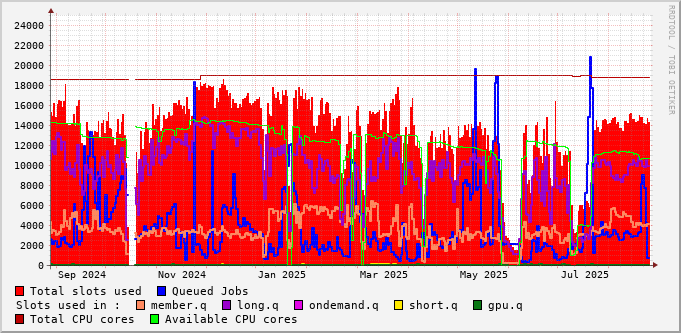 24000
22000
20000
18000
16000
14000
12000
10000
8000
6000
4000
2000
0
Sep 2024 Nov 2024 Jan 2025 Mar 2025 May 2025 Jul 2025
Total slots used Queued Jobs
Slots used in : member.q long.q ondemand.q short.q gpu.q
Total CPU cores Available CPU cores
RRDTOOL / TOBI OETIKER